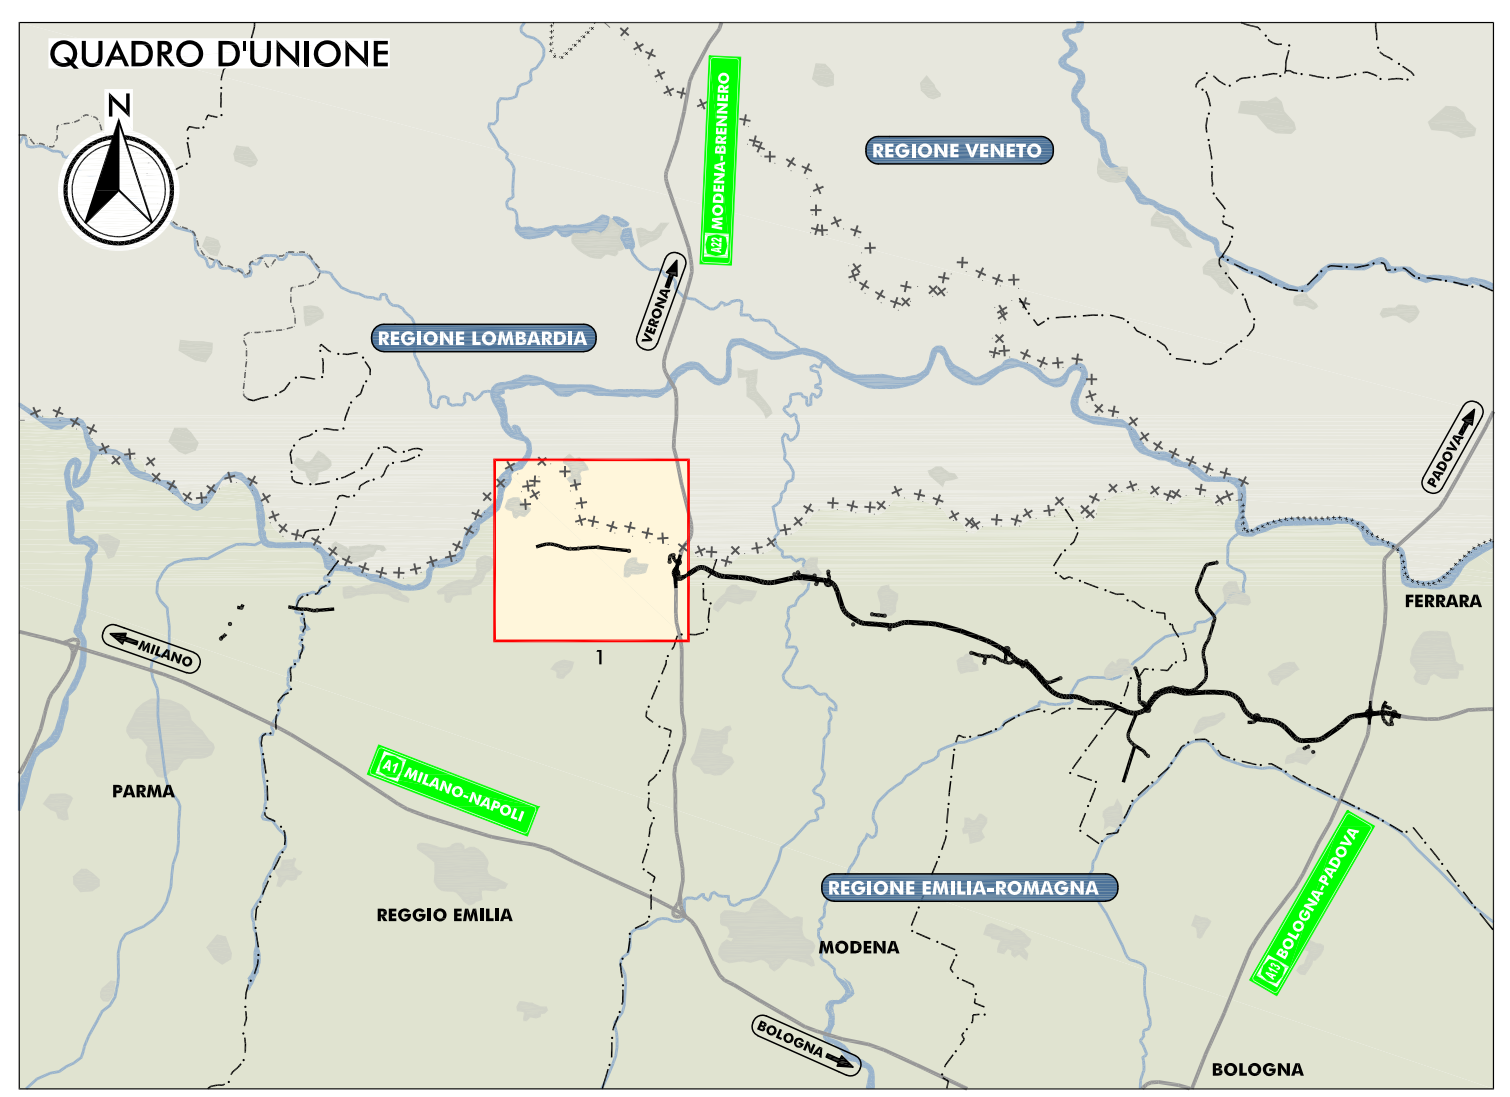 QUADRO D'UNIONE
N
A22 MODENA-BRENNERO
REGIONE VENETO
VERONA
REGIONE LOMBARDIA
PADOVA
FERRARA
MILANO
1
PARMA
A1 MILANO-NAPOLI
REGIONE EMILIA-ROMAGNA
A13 BOLOGNA-PADOVA
REGGIO EMILIA
MODENA
BOLOGNA
BOLOGNA